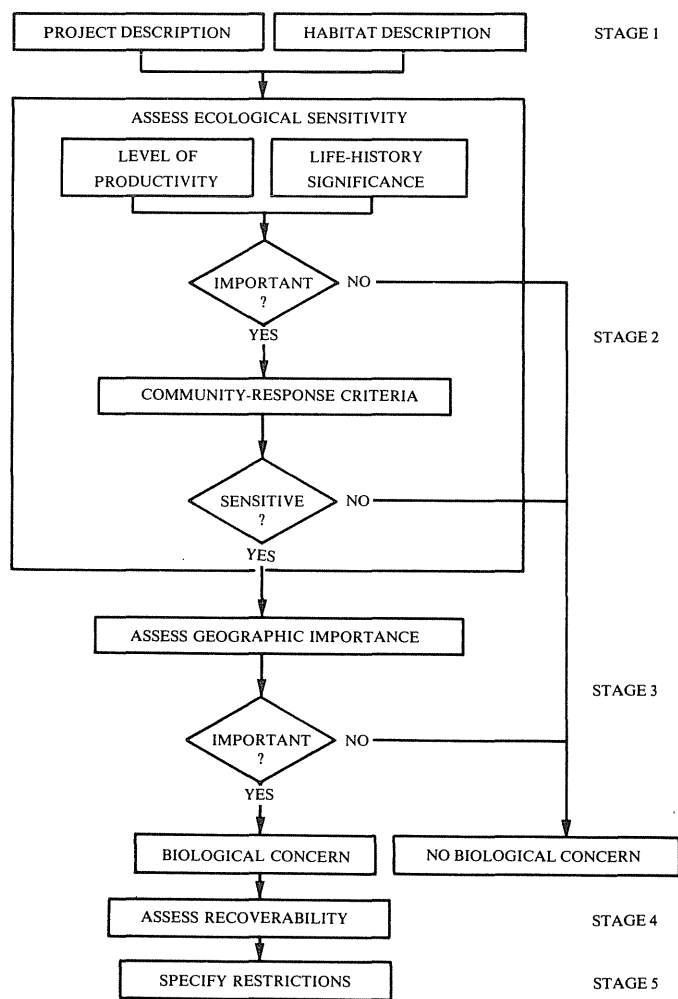 PROJECT DESCRIPTION
HABITAT DESCRIPTION
STAGE 1
ASSESS ECOLOGICAL SENSITIVITY
LEVEL OF
PRODUCTIVITY
LIFE-HISTORY
SIGNIFICANCE
IMPORTANT
?
NO
YES
STAGE 2
COMMUNITY-RESPONSE CRITERIA
SENSITIVE
?
NO
YES
ASSESS GEOGRAPHIC IMPORTANCE
STAGE 3
IMPORTANT
?
NO
YES
BIOLOGICAL CONCERN
NO BIOLOGICAL CONCERN
ASSESS RECOVERABILITY
STAGE 4
SPECIFY RESTRICTIONS
STAGE 5